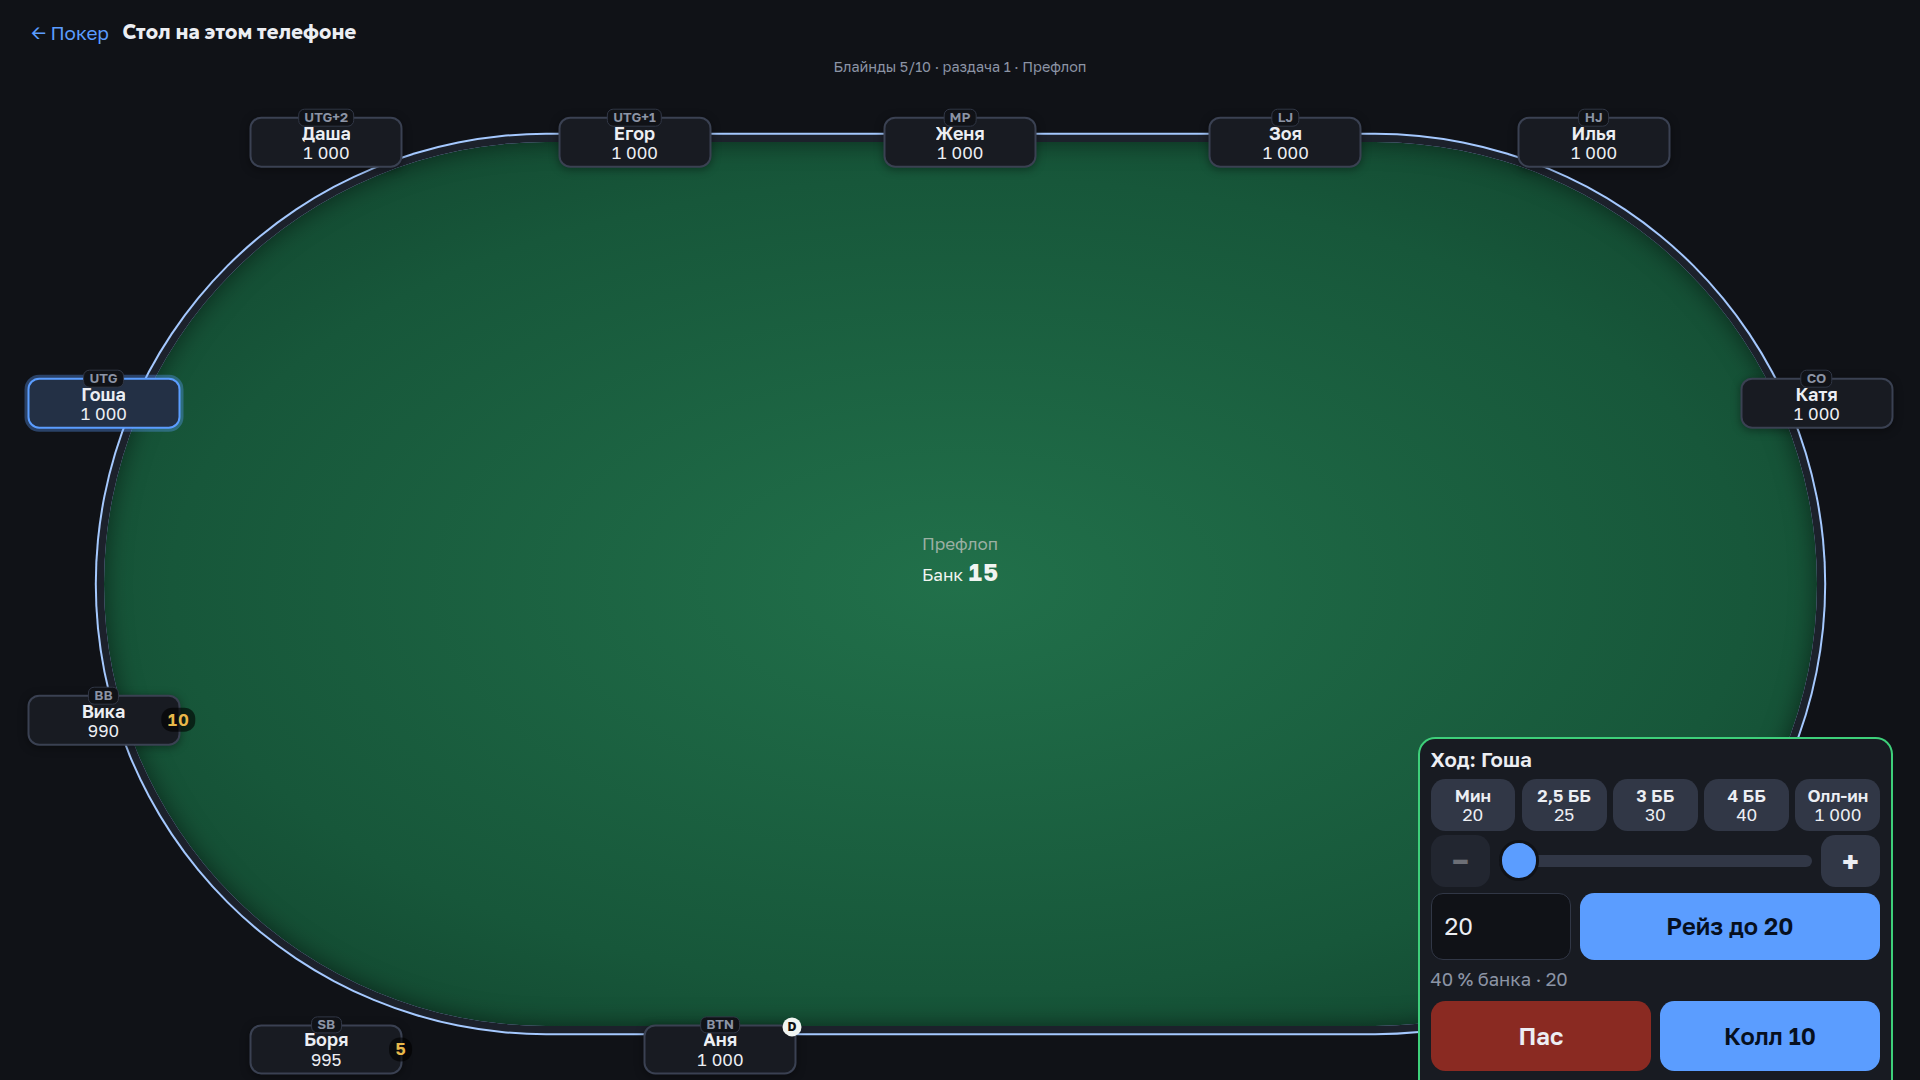 ← Покер Стол на этом телефоне
Блайнды 5/10 · раздача 1 · Префлоп
UTG+2
Даша
1 000
UTG+1
Егор
1 000
MP
Женя
1 000
LJ
Зоя
1 000
HJ
Илья
1 000
UTG
Гоша
1 000
CO
Катя
1 000
Префлоп
Банк 15
BB
Вика
990
10
SB
Боря
995
5
BTN
Аня
1 000
D
Ход: Гоша
Мин
20
2,5 ББ
25
3 ББ
30
4 ББ
40
Олл-ин
1 000
− +
20
Рейз до 20
40 % банка · 20
Пас
Колл 10